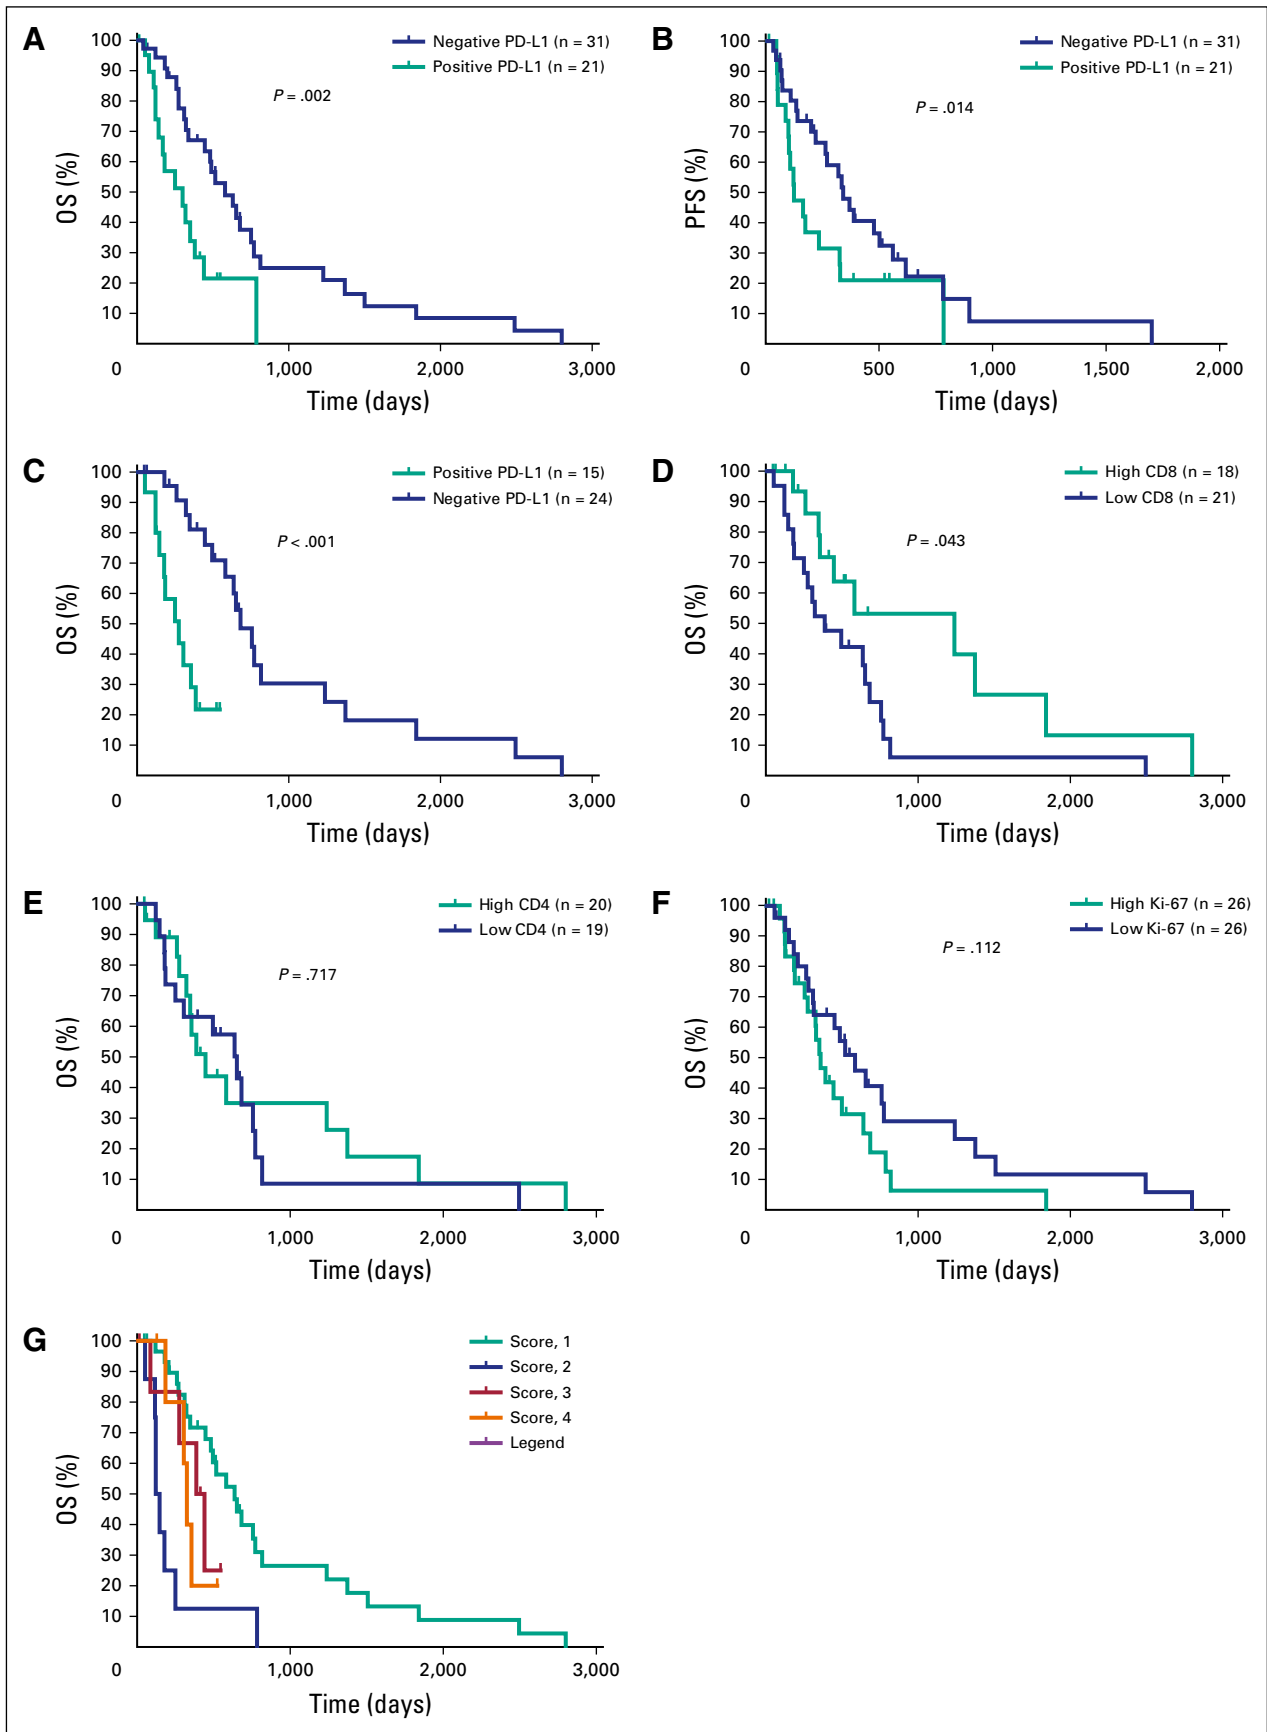 A
OS (%)
100
90
80
70
60
50
40
30
20
10
0
1,000
2,000
3,000
Time (days)
Negative PD-L1 (n = 31)
Positive PD-L1 (n = 21)
P = .002
B
PFS (%)
100
90
80
70
60
50
40
30
20
10
0
500
1,000
1,500
2,000
Time (days)
Negative PD-L1 (n = 31)
Positive PD-L1 (n = 21)
P = .014
C
OS (%)
100
90
80
70
60
50
40
30
20
10
0
1,000
2,000
3,000
Time (days)
Positive PD-L1 (n = 15)
Negative PD-L1 (n = 24)
P < .001
D
OS (%)
100
90
80
70
60
50
40
30
20
10
0
1,000
2,000
3,000
Time (days)
High CD8 (n = 18)
Low CD8 (n = 21)
P = .043
E
OS (%)
100
90
80
70
60
50
40
30
20
10
0
1,000
2,000
3,000
Time (days)
High CD4 (n = 20)
Low CD4 (n = 19)
P = .717
F
OS (%)
100
90
80
70
60
50
40
30
20
10
0
1,000
2,000
3,000
Time (days)
High Ki-67 (n = 26)
Low Ki-67 (n = 26)
P = .112
G
OS (%)
100
90
80
70
60
50
40
30
20
10
0
1,000
2,000
3,000
Time (days)
Score, 1
Score, 2
Score, 3
Score, 4
Legend